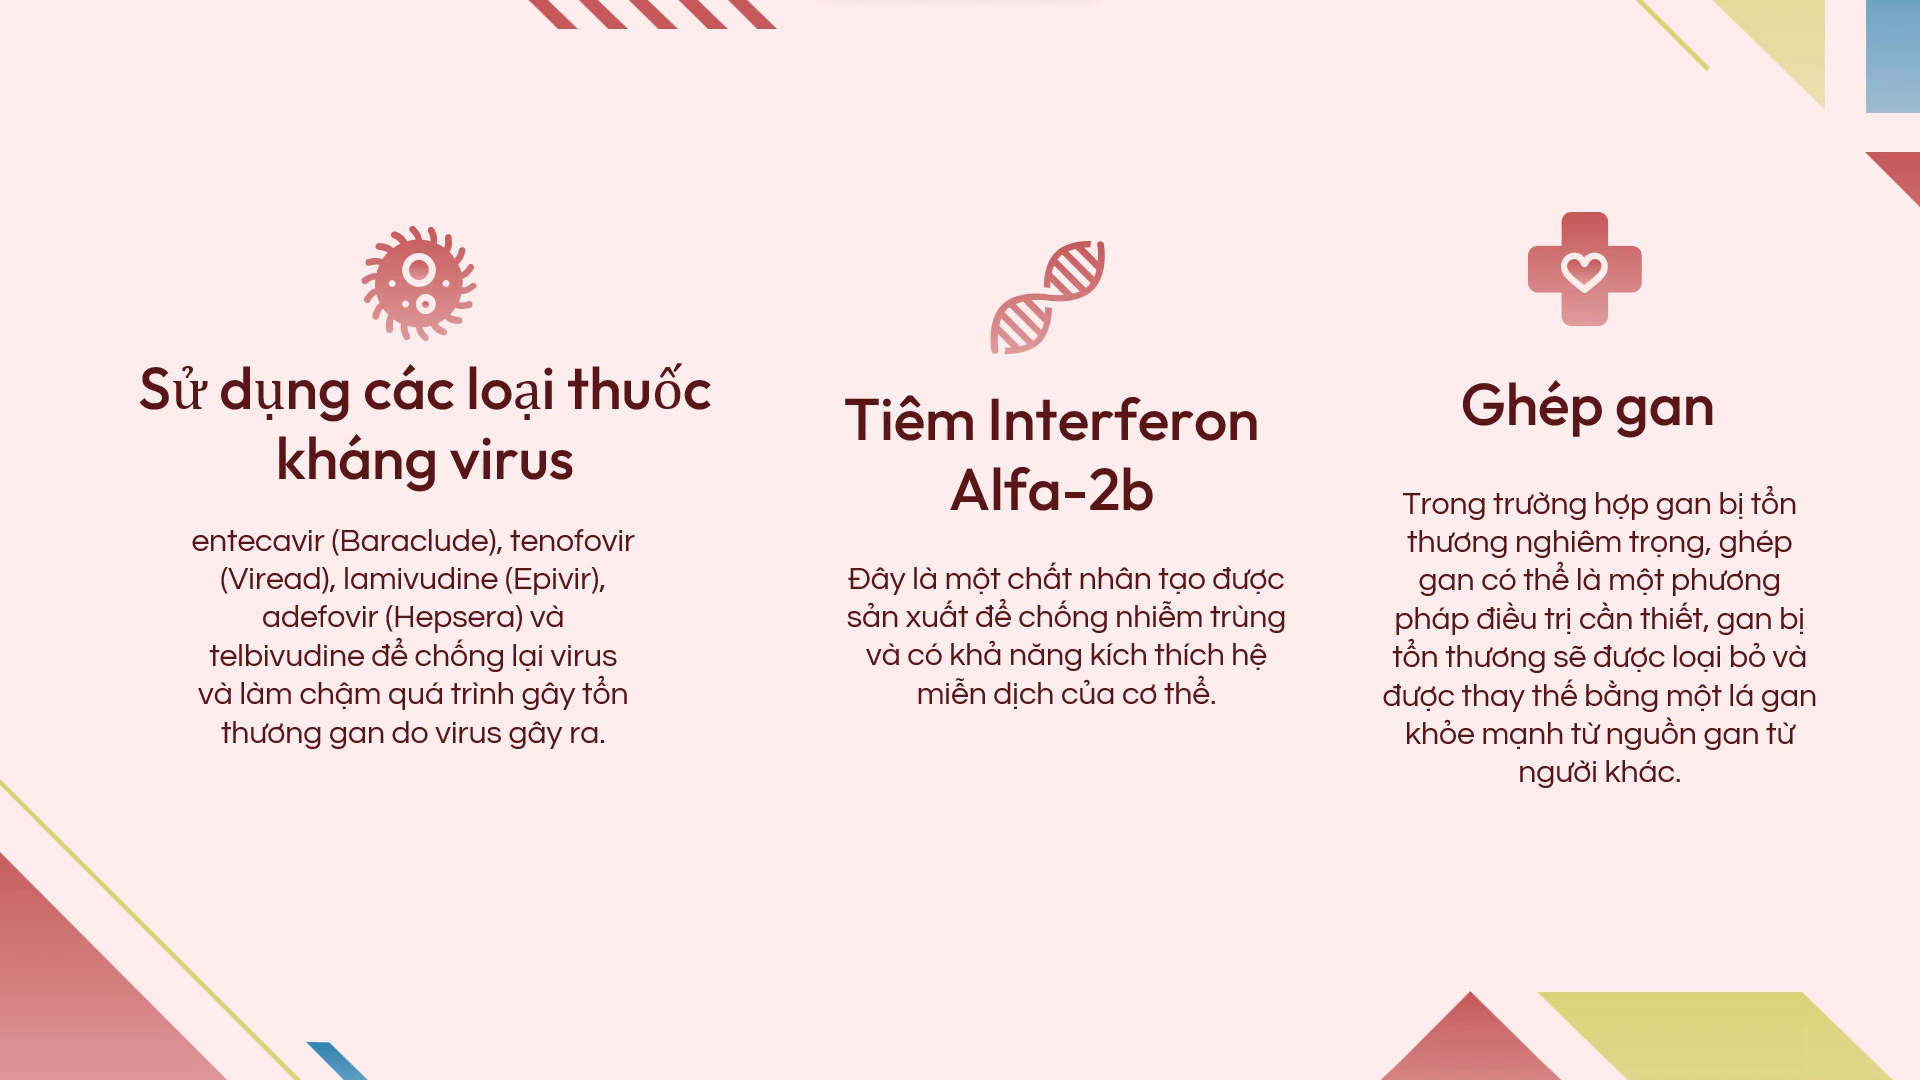 Sử dụng các loại thuốc
kháng virus
entecavir (Baraclude), tenofovir
(Viread), lamivudine (Epivir),
adefovir (Hepsera) và
telbivudine để chống lại virus
và làm chậm quá trình gây tổn
thương gan do virus gây ra.
Tiêm Interferon
Alfa-2b
Đây là một chất nhân tạo được
sản xuất để chống nhiễm trùng
và có khả năng kích thích hệ
miễn dịch của cơ thể.
Ghép gan
Trong trường hợp gan bị tổn
thương nghiêm trọng, ghép
gan có thể là một phương
pháp điều trị cần thiết, gan bị
tổn thương sẽ được loại bỏ và
được thay thế bằng một lá gan
khỏe mạnh từ nguồn gan từ
người khác.